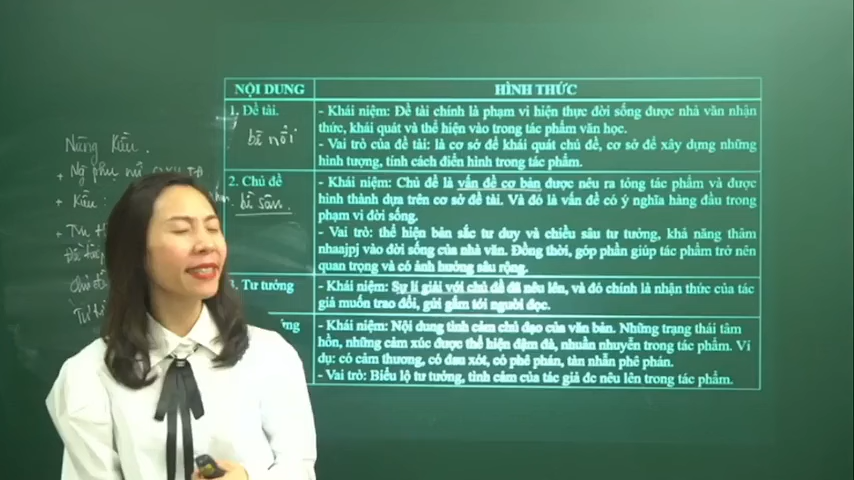 NỘI DUNG
HÌNH THỨC
1. Đề tài.
bề nổi
- Khái niệm: Đề tài chính là phạm vi hiện thực đời sống được nhà văn nhận
thức, khái quát và thể hiện vào trong tác phẩm văn học.
- Vai trò của đề tài: là cơ sở để khái quát chủ đề, cơ sở để xây dựng những
hình tượng, tính cách điển hình trong tác phẩm.
2. Chủ đề
bề sâu.
- Khái niệm: Chủ đề là vấn đề cơ bản được nêu ra tỏng tác phẩm và được
hình thành dựa trên cơ sở đề tài. Và đó là vấn đề có ý nghĩa hàng đầu trong
phạm vi đời sống.
- Vai trò: thể hiện bản sắc tư duy và chiều sâu tư tưởng, khả năng thâm
nhaajpj vào đời sống của nhà văn. Đồng thời, góp phần giúp tác phẩm trở nên
quan trọng và có ảnh hưởng sâu rộng.
3. Tư tưởng
- Khái niệm: Sự lí giải với chủ đề đã nêu lên, và đó chính là nhận thức của tác
giả muốn trao đổi, gửi gắm tới người đọc.
- Khái niệm: Nội dung tình cảm chủ đạo của văn bản. Những trạng thái tâm
hồn, những cảm xúc được thể hiện đậm đà, nhuần nhuyễn trong tác phẩm. Ví
dụ: có cảm thương, có đau xót, có phê phán, tàn nhẫn phê phán.
- Vai trò: Biểu lộ tư tưởng, tình cảm của tác giả đc nêu lên trong tác phẩm.
Nàng Kiều.
+ Kiều: